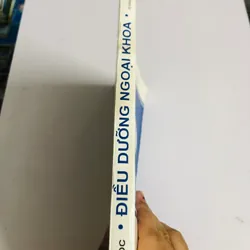 • ĐIỀU DƯỠNG NGOẠI KHOA •